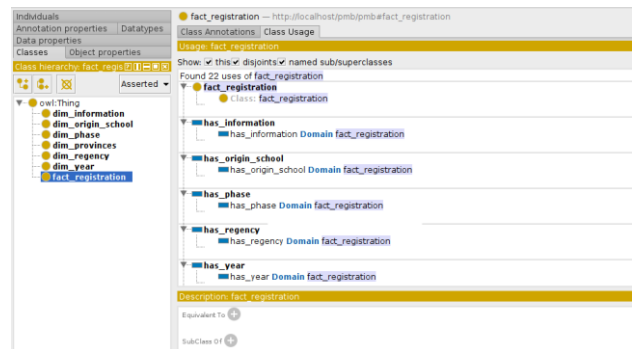 Individuals
Annotation properties Datatypes
Data properties
Classes Object properties
Class hierarchy: fact_regis
Asserted
owl:Thing
dim_information
dim_origin_school
dim_phase
dim_provinces
dim_regency
dim_year
fact_registration
fact_registration — http://localhost/pmb/pmb#fact_registration
Class Annotations Class Usage
Usage: fact_registration
Show: this disjoints named sub/superclasses
Found 22 uses of fact_registration
fact_registration
Class: fact_registration
has_information
has_information Domain fact_registration
has_origin_school
has_origin_school Domain fact_registration
has_phase
has_phase Domain fact_registration
has_regency
has_regency Domain fact_registration
has_year
has_year Domain fact_registration
Description: fact_registration
Equivalent To
SubClass Of